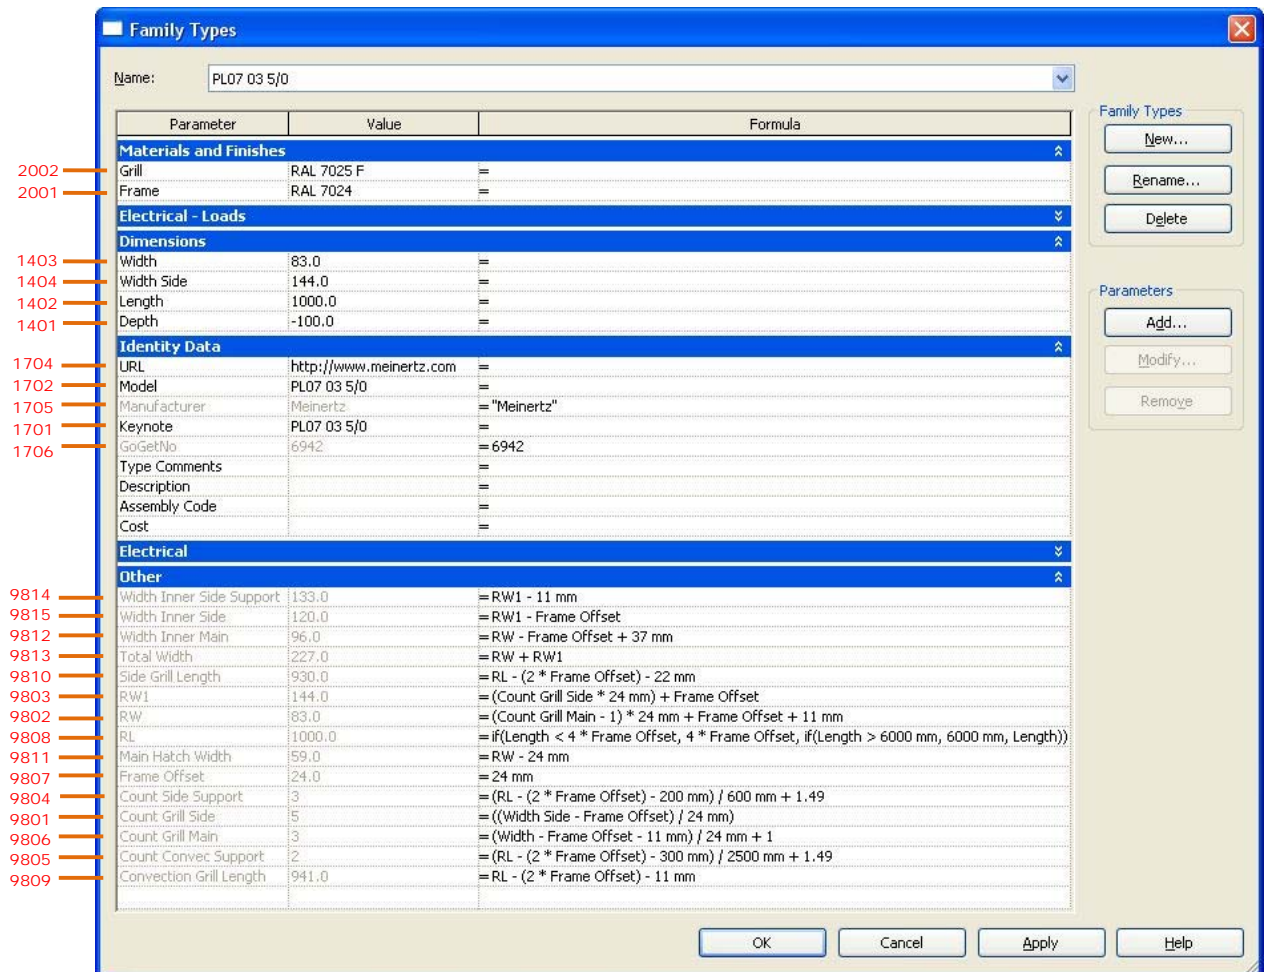 Family Types
Name: PL07 03 5/0
Parameter Value Formula
Materials and Finishes
2002 Grill RAL 7025 F =
2001 Frame RAL 7024 =
Electrical - Loads
Dimensions
1403 Width 83.0 =
1404 Width Side 144.0 =
1402 Length 1000.0 =
1401 Depth -100.0 =
Identity Data
1704 URL http://www.meinertz.com =
1702 Model PL07 03 5/0 =
1705 Manufacturer Meinertz = "Meinertz"
1701 Keynote PL07 03 5/0 =
1706 GoGetNo 6942 = 6942
Type Comments =
Description =
Assembly Code =
Cost =
Electrical
Other
9814 Width Inner Side Support 133.0 = RW1 - 11 mm
9815 Width Inner Side 120.0 = RW1 - Frame Offset
9812 Width Inner Main 96.0 = RW - Frame Offset + 37 mm
9813 Total Width 227.0 = RW + RW1
9810 Side Grill Length 930.0 = RL - (2 * Frame Offset) - 22 mm
9803 RW1 144.0 = (Count Grill Side * 24 mm) + Frame Offset
9802 RW 83.0 = (Count Grill Main - 1) * 24 mm + Frame Offset + 11 mm
9808 RL 1000.0 = if(Length < 4 * Frame Offset, 4 * Frame Offset, if(Length > 6000 mm, 6000 mm, Length))
9811 Main Hatch Width 59.0 = RW - 24 mm
9807 Frame Offset 24.0 = 24 mm
9804 Count Side Support 3 = (RL - (2 * Frame Offset) - 200 mm) / 600 mm + 1.49
9801 Count Grill Side 5 = ((Width Side - Frame Offset) / 24 mm)
9806 Count Grill Main 3 = (Width - Frame Offset - 11 mm) / 24 mm + 1
9805 Count Convec Support 2 = (RL - (2 * Frame Offset) - 300 mm) / 2500 mm + 1.49
9809 Convection Grill Length 941.0 = RL - (2 * Frame Offset) - 11 mm
Family Types
New...
Rename...
Delete
Parameters
Add...
Modify...
Remove
OK Cancel Apply Help